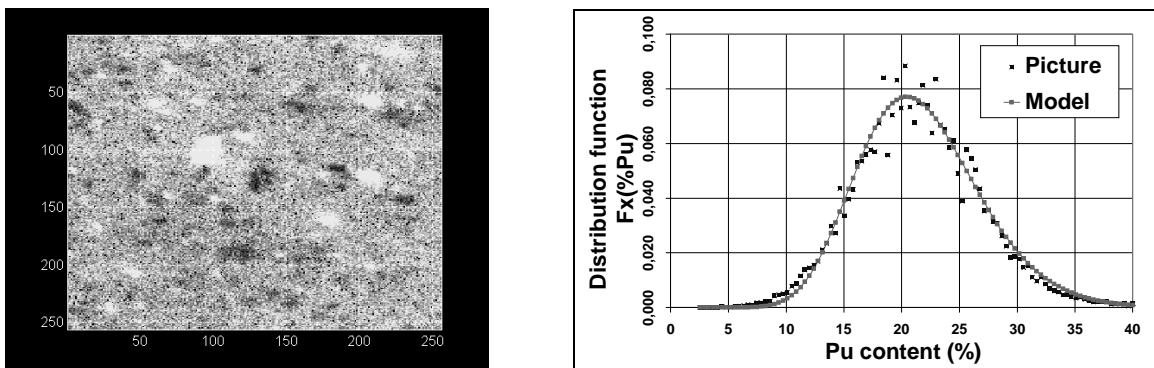 50
100
150
200
250
50 100 150 200 250
Distribution function
Fx(%Pu)
0,100
0,080
0,060
0,040
0,020
0,000
Picture
Model
0 5 10 15 20 25 30 35 40
Pu content (%)